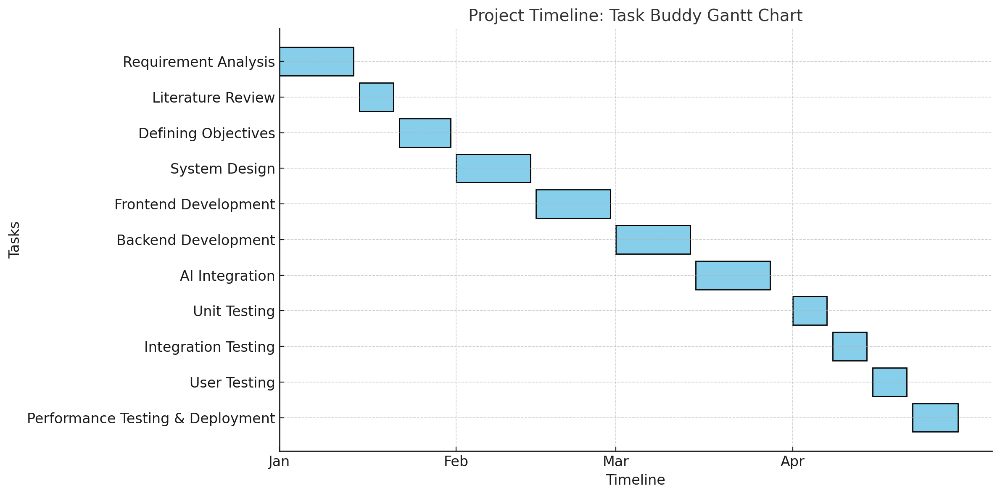 Project Timeline: Task Buddy Gantt Chart
Requirement Analysis
Literature Review
Defining Objectives
System Design
Frontend Development
Backend Development
AI Integration
Unit Testing
Integration Testing
User Testing
Performance Testing & Deployment
Tasks
Jan Feb Mar Apr
Timeline